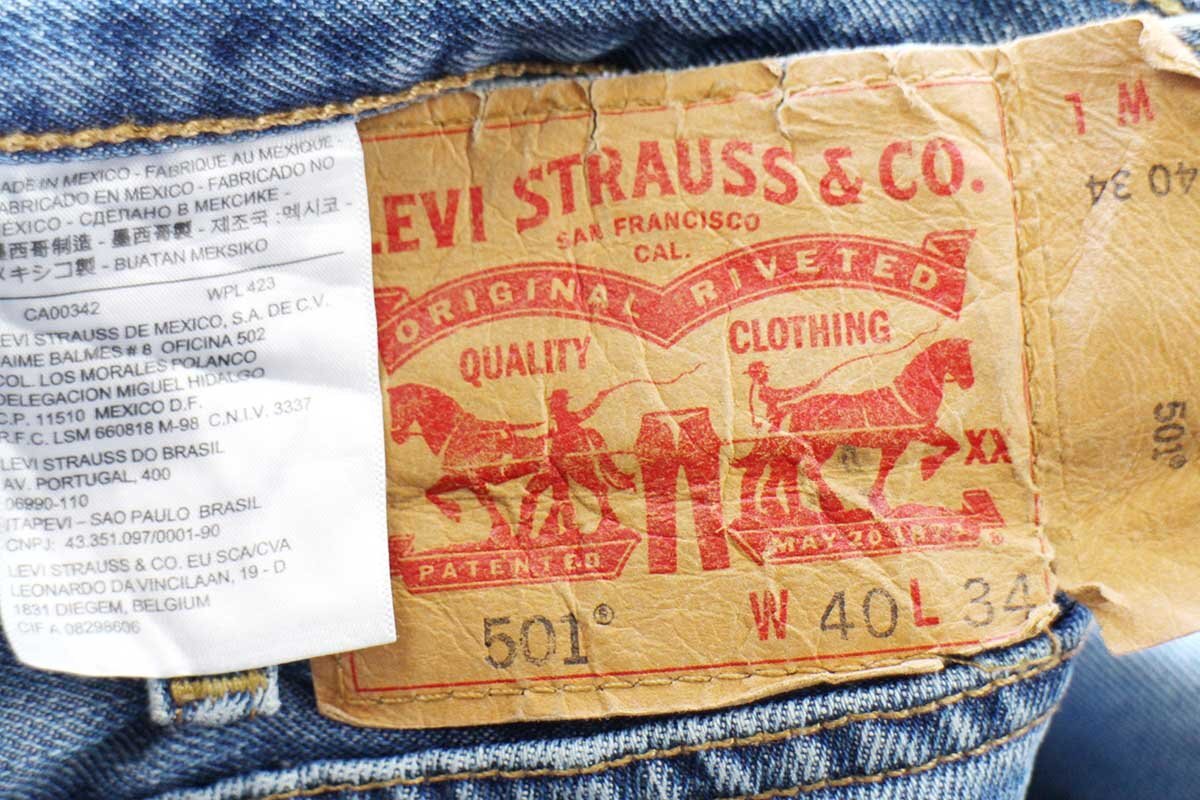 MADE IN MEXICO - FABRIQUE AU MEXIQUE -
FABRICADO EN MEXICO - FABRICADO NO
MEXICO - СДЕЛАНО В МЕКСИКЕ -
墨西哥制造 - 墨西哥製 - 제조국 :멕시코 -
メキシコ製 - BUATAN MEKSIKO
CA00342 WPL 423
LEVI STRAUSS DE MEXICO, S.A. DE C.V.
JAIME BALMES # 8 OFICINA 502
COL. LOS MORALES POLANCO
DELEGACION MIGUEL HIDALGO
C.P. 11510 MEXICO D.F.
R.F.C. LSM 660818 M-98 C.N.I.V. 3337
LEVI STRAUSS DO BRASIL
AV. PORTUGAL, 400
06990-110
ITAPEVI – SAO PAULO BRASIL
CNPJ: 43.351.097/0001-90
LEVI STRAUSS & CO. EU SCA/CVA
LEONARDO DA VINCILAAN, 19 - D
1831 DIEGEM, BELGIUM
CIF A 08298606
LEVI STRAUSS & CO.
SAN FRANCISCO
CAL.
ORIGINAL RIVETED
QUALITY CLOTHING
XX
PATENTED MAY 20 1873 ®
501® W 40 L 34
W L
40 34
501®